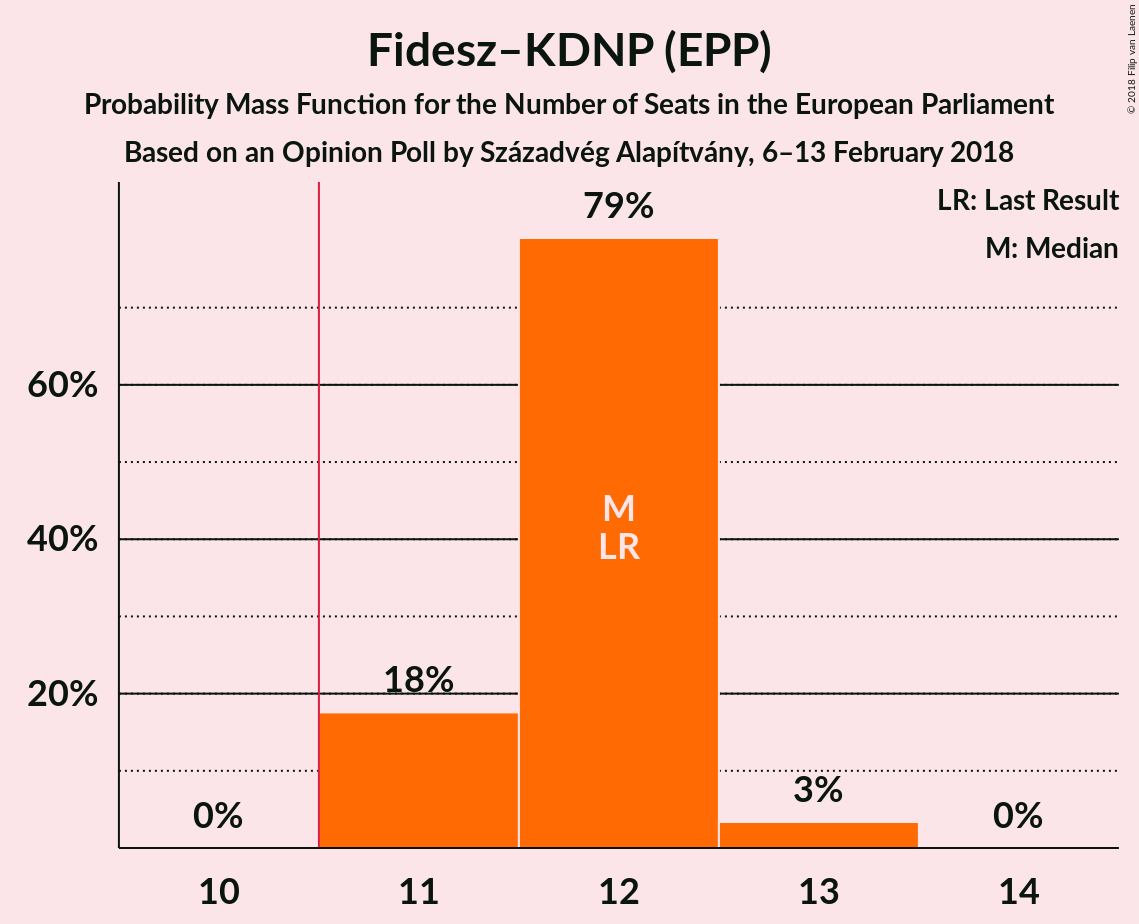 Fidesz–KDNP (EPP)
Probability Mass Function for the Number of Seats in the European Parliament
Based on an Opinion Poll by Századvég Alapítvány, 6–13 February 2018
© 2018 Filip van Laenen
LR: Last Result
M: Median
79%
60%
M
40%
LR
18%
20%
3%
0%
0%
10
11
12
13
14